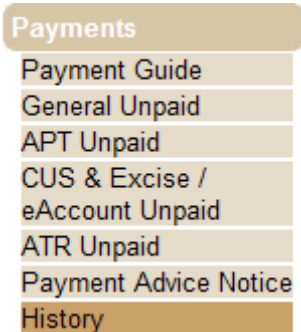 Payments
Payment Guide
General Unpaid
APT Unpaid
CUS & Excise /
eAccount Unpaid
ATR Unpaid
Payment Advice Notice
History